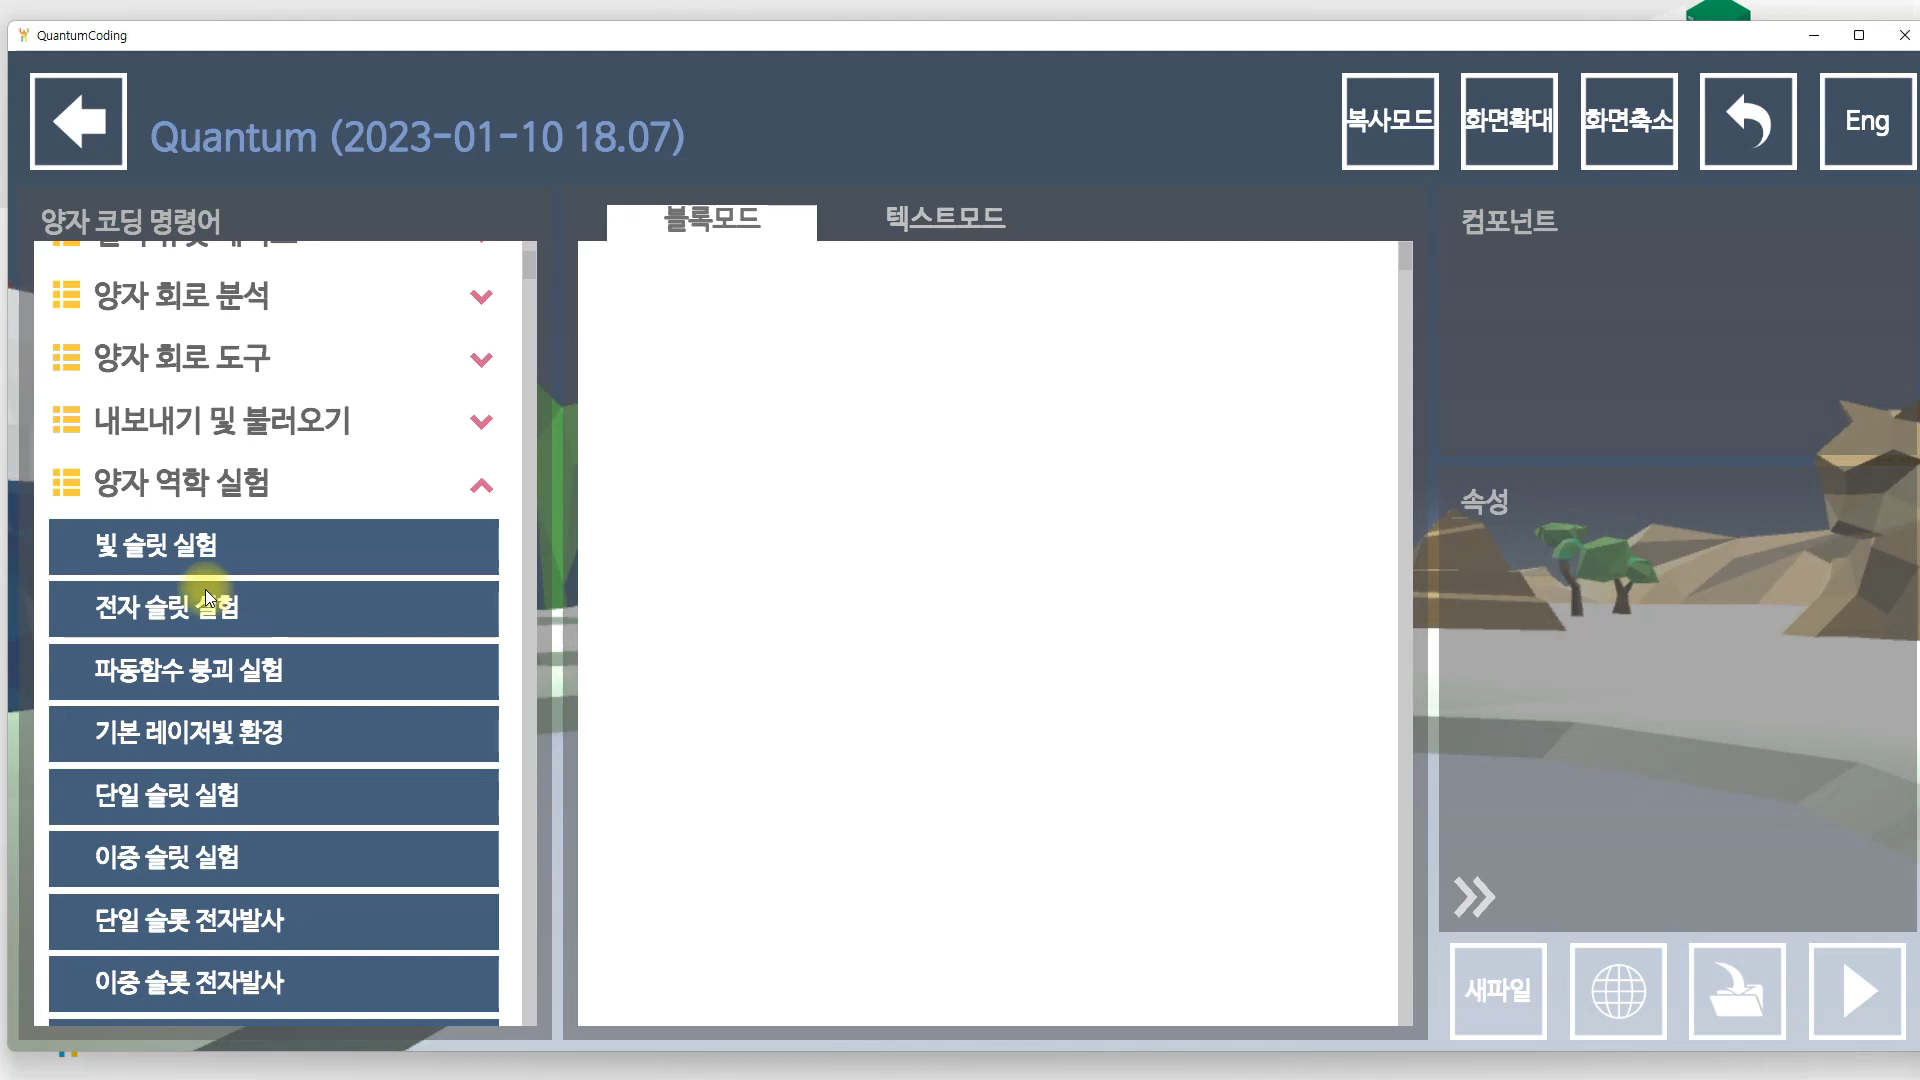 QuantumCoding
Quantum (2023-01-10 18.07)
복사모드
화면확대
화면축소
Eng
양자 코딩 명령어
블록모드
텍스트모드
컴포넌트
양자 회로 분석
양자 회로 도구
내보내기 및 불러오기
양자 역학 실험
빛 슬릿 실험
전자 슬릿 실험
파동함수 붕괴 실험
기본 레이저빛 환경
단일 슬릿 실험
이중 슬릿 실험
단일 슬롯 전자발사
이중 슬롯 전자발사
속성
새파일